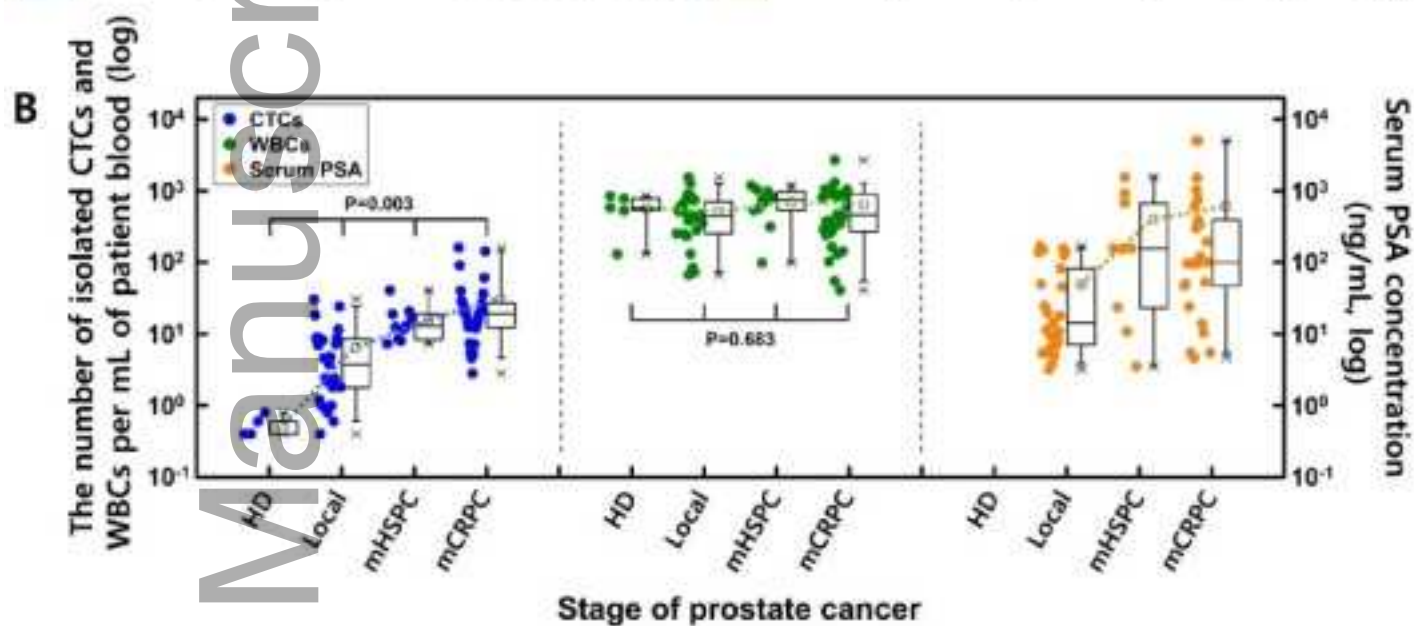 B
The number of isolated CTCs and
WBCs per mL of patient blood (log)
10⁴
10³
10²
10¹
10⁰
10⁻¹
CTCs
WBCs
Serum PSA
P=0.003
P=0.683
HD
Local
mHSPC
mCRPC
HD
Local
mHSPC
mCRPC
HD
Local
mHSPC
mCRPC
10⁴
10³
10²
10¹
10⁰
10⁻¹
Serum PSA concentration
(ng/mL, log)
Stage of prostate cancer
Manuscr